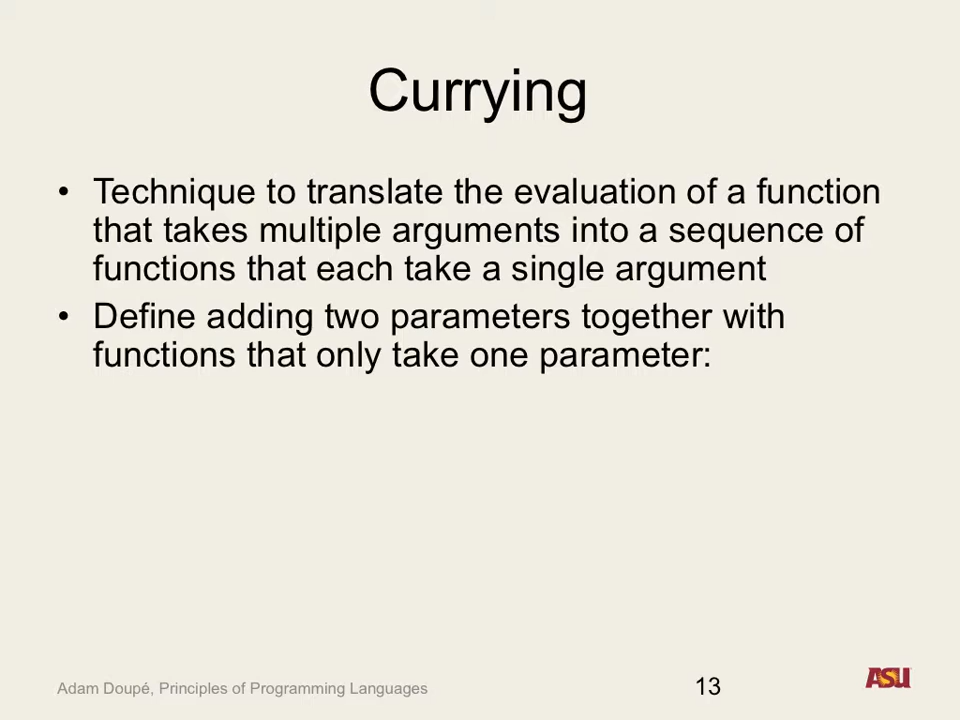 Currying
• Technique to translate the evaluation of a function
that takes multiple arguments into a sequence of
functions that each take a single argument
• Define adding two parameters together with
functions that only take one parameter:
Adam Doupé, Principles of Programming Languages
13
ASU